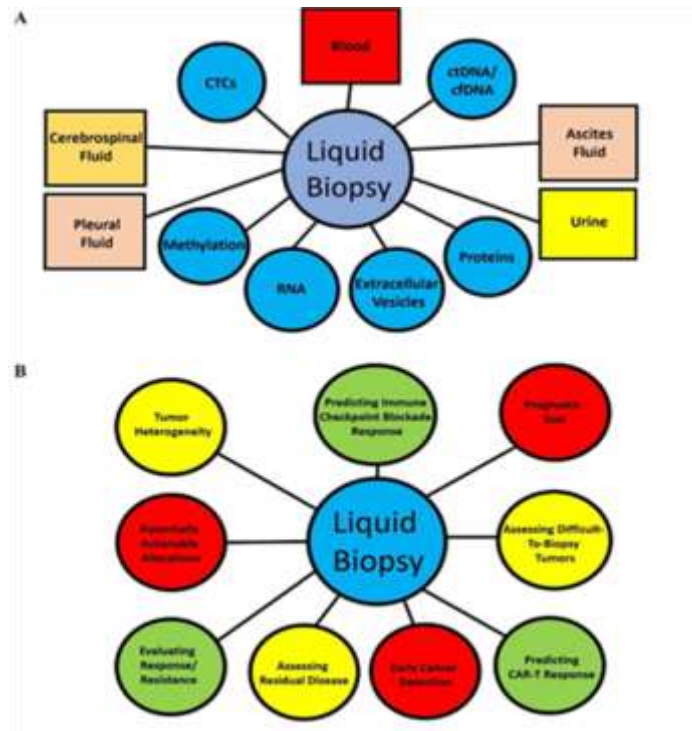 A
Blood
CTCs
ctDNA/
cfDNA
Cerebrospinal
Fluid
Liquid
Biopsy
Ascites
Fluid
Pleural
Fluid
Urine
Methylation
Proteins
RNA
Extracellular
Vesicles
B
Tumor
Heterogeneity
Predicting Immune
Checkpoint Blockade
Response
Prognostic
Tool
Liquid
Biopsy
Potentially
Actionable
Alterations
Assessing Difficult-
To-Biopsy
Tumors
Evaluating
Response/
Resistance
Assessing
Residual Disease
Early Cancer
Detection
Predicting
CAR-T Response